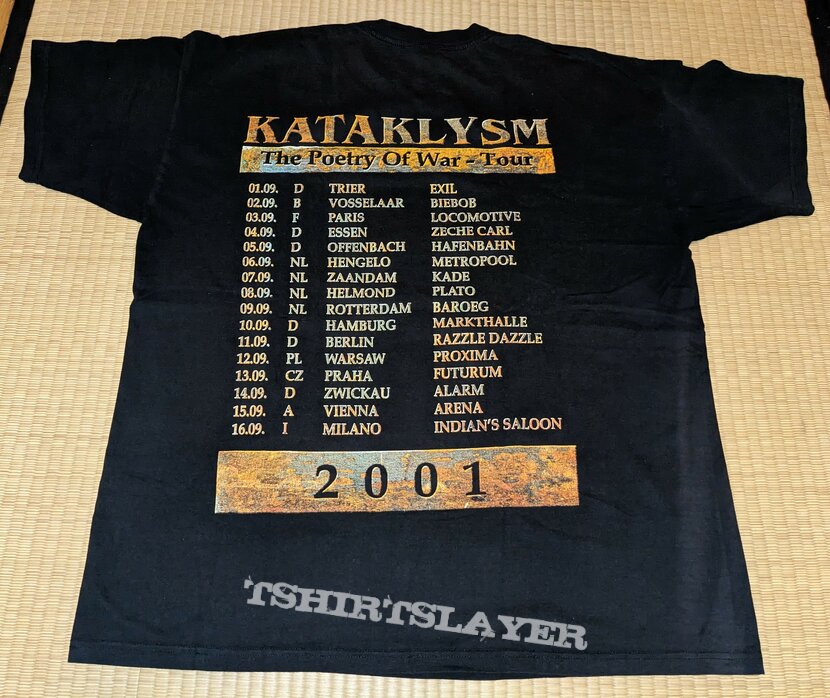 KATAKLYSM
The Poetry Of War - Tour
01.09. D TRIER EXIL
02.09. B VOSSELAAR BIEBOB
03.09. F PARIS LOCOMOTIVE
04.09. D ESSEN ZECHE CARL
05.09. D OFFENBACH HAFENBAHN
06.09. NL HENGELO METROPOOL
07.09. NL ZAANDAM KADE
08.09. NL HELMOND PLATO
09.09. NL ROTTERDAM BAROEG
10.09. D HAMBURG MARKTHALLE
11.09. D BERLIN RAZZLE DAZZLE
12.09. PL WARSAW PROXIMA
13.09. CZ PRAHA FUTURUM
14.09. D ZWICKAU ALARM
15.09. A VIENNA ARENA
16.09. I MILANO INDIAN'S SALOON
2001
TSHIRTSLAYER